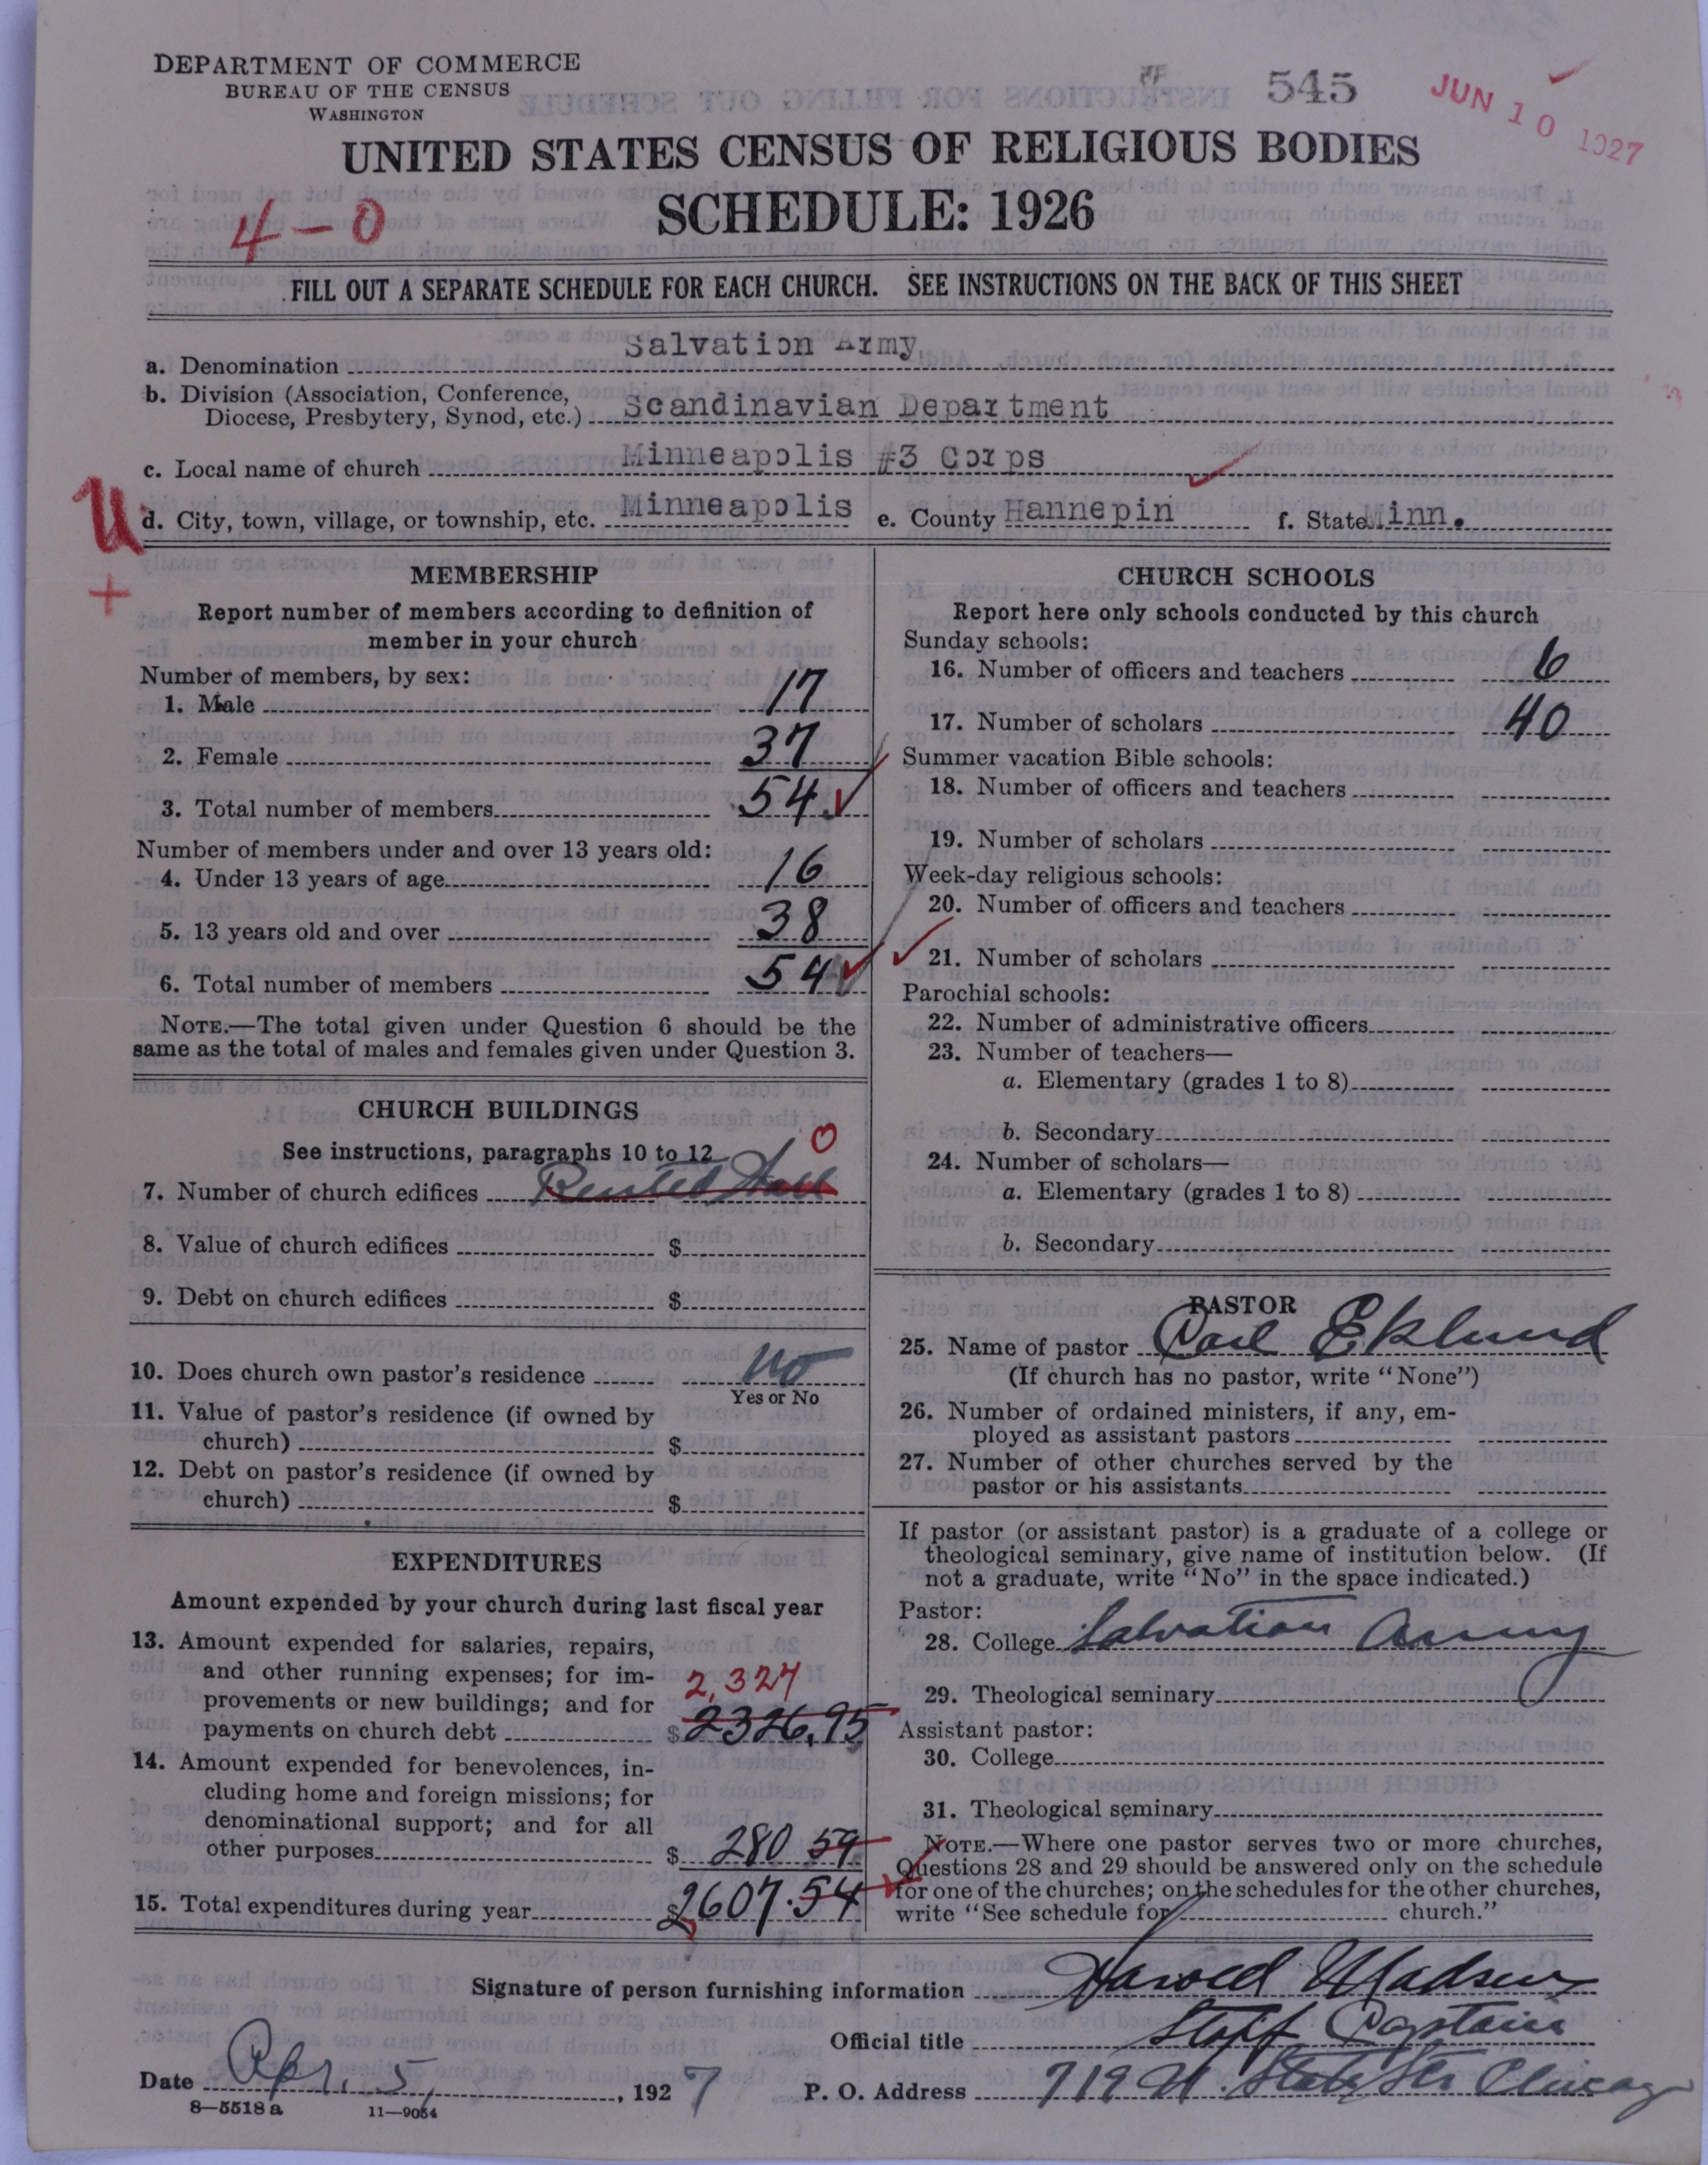 DEPARTMENT OF COMMERCE
BUREAU OF THE CENSUS
WASHINGTON
545
JUN 10 1927
UNITED STATES CENSUS OF RELIGIOUS BODIES
SCHEDULE: 1926
4-0
FILL OUT A SEPARATE SCHEDULE FOR EACH CHURCH. SEE INSTRUCTIONS ON THE BACK OF THIS SHEET
a. Denomination Salvation Army
b. Division (Association, Conference,
Diocese, Presbytery, Synod, etc.) Scandinavian Department
c. Local name of church Minneapolis #3 Corps
U
d. City, town, village, or township, etc. Minneapolis e. County Hannepin f. State Minn.
+
MEMBERSHIP
Report number of members according to definition of
member in your church
Number of members, by sex:
1. Male 17
2. Female 37
3. Total number of members 54
Number of members under and over 13 years old:
4. Under 13 years of age 16
5. 13 years old and over 38
6. Total number of members 54
NOTE.—The total given under Question 6 should be the
same as the total of males and females given under Question 3.
CHURCH BUILDINGS
See instructions, paragraphs 10 to 12
0
7. Number of church edifices Rented Hall
8. Value of church edifices $
9. Debt on church edifices $
10. Does church own pastor's residence No
Yes or No
11. Value of pastor's residence (if owned by
church) $
12. Debt on pastor's residence (if owned by
church) $
EXPENDITURES
Amount expended by your church during last fiscal year
13. Amount expended for salaries, repairs,
and other running expenses; for im-
2,327
provements or new buildings; and for
payments on church debt $2326.95
14. Amount expended for benevolences, in-
cluding home and foreign missions; for
denominational support; and for all
other purposes $ 280 59
15. Total expenditures during year $2607.54
CHURCH SCHOOLS
Report here only schools conducted by this church
Sunday schools:
16. Number of officers and teachers 6
17. Number of scholars 40
Summer vacation Bible schools:
18. Number of officers and teachers
19. Number of scholars
Week-day religious schools:
20. Number of officers and teachers
21. Number of scholars
Parochial schools:
22. Number of administrative officers
23. Number of teachers—
a. Elementary (grades 1 to 8)
b. Secondary
24. Number of scholars—
a. Elementary (grades 1 to 8)
b. Secondary
PASTOR
25. Name of pastor Carl Eklund
(If church has no pastor, write "None")
26. Number of ordained ministers, if any, em-
ployed as assistant pastors
27. Number of other churches served by the
pastor or his assistants
If pastor (or assistant pastor) is a graduate of a college or
theological seminary, give name of institution below. (If
not a graduate, write "No" in the space indicated.)
Pastor:
28. College Salvation Army
29. Theological seminary
Assistant pastor:
30. College
31. Theological seminary
NOTE.—Where one pastor serves two or more churches,
Questions 28 and 29 should be answered only on the schedule
for one of the churches; on the schedules for the other churches,
write "See schedule for church."
Signature of person furnishing information Harold Madsen
Official title Staff Captain
Date Apr. 5, 1927 P. O. Address 719 N. State Str Chicago
8—5518 a 11—9054